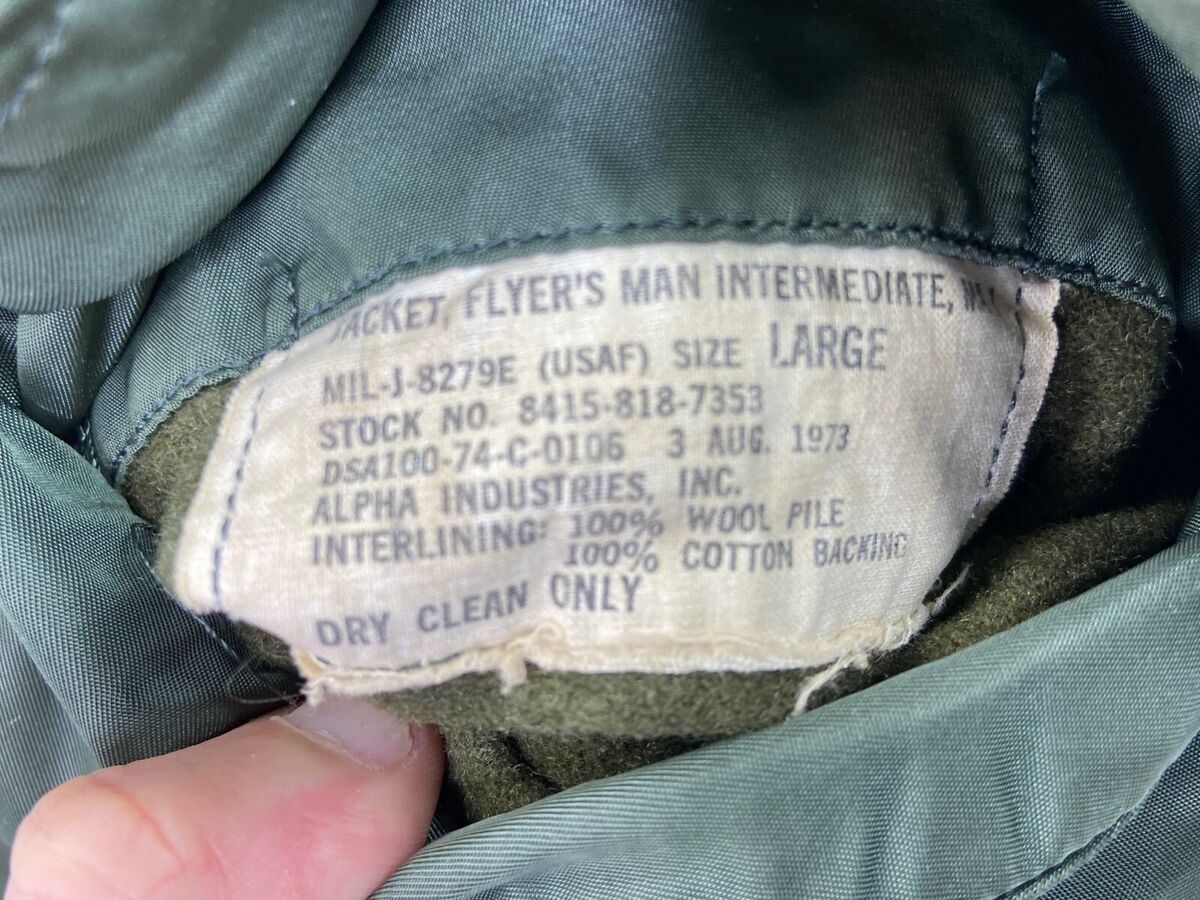 JACKET, FLYER'S MAN INTERMEDIATE,
MIL-J-8279E (USAF) SIZE LARGE
STOCK NO. 8415-818-7353
DSA100-74-C-0106 3 AUG. 1973
ALPHA INDUSTRIES, INC.
INTERLINING: 100% WOOL PILE
100% COTTON BACKING
DRY CLEAN ONLY